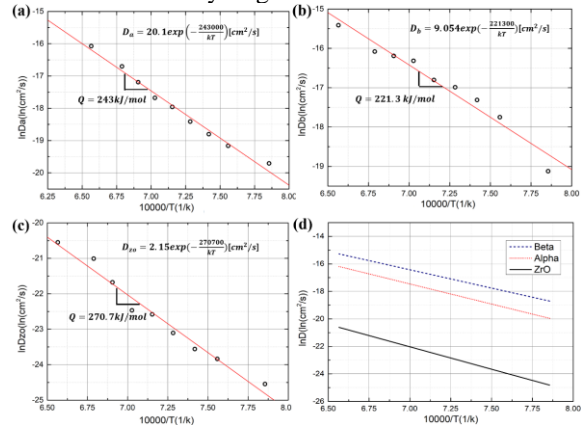 (a)
D_a = 20.1exp(−243000/kT)[cm²/s]
Q = 243kJ/mol
lnDa(ln(cm²/s))
-15
-16
-17
-18
-19
-20
6.25 6.50 6.75 7.00 7.25 7.50 7.75 8.00
10000/T(1/k)
(b)
D_b = 9.054exp(−221300/kT)[cm²/s]
Q = 221.3 kJ/mol
lnDb(ln(cm²/s))
-15
-16
-17
-18
-19
6.50 6.75 7.00 7.25 7.50 7.75 8.00
10000/T(1/k)
(c)
D_zo = 2.15exp(−270700/kT)[cm²/s]
Q = 270.7kJ/mol
lnDzo(ln(cm²/s))
-20
-21
-22
-23
-24
-25
6.50 6.75 7.00 7.25 7.50 7.75 8.00
10000/T(1/k)
(d)
Beta
Alpha
ZrO
lnD(ln(cm²/s))
-14
-16
-18
-20
-22
-24
-26
6.50 6.75 7.00 7.25 7.50 7.75 8.00
10000/T(1/k)